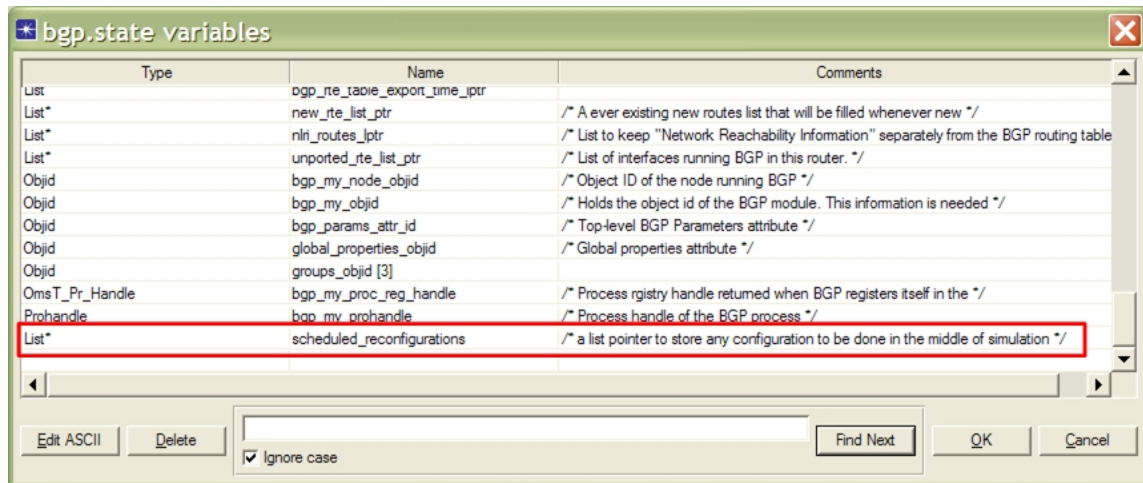 bgp.state variables
Type Name Comments
List bgp_rte_table_export_time_lptr
List* new_rte_list_ptr /* A ever existing new routes list that will be filled whenever new */
List* nlri_routes_lptr /* List to keep "Network Reachability Information" separately from the BGP routing table
List* unported_rte_list_ptr /* List of interfaces running BGP in this router. */
Objid bgp_my_node_objid /* Object ID of the node running BGP */
Objid bgp_my_objid /* Holds the object id of the BGP module. This information is needed */
Objid bgp_params_attr_id /* Top-level BGP Parameters attribute */
Objid global_properties_objid /* Global properties attribute */
Objid groups_objid [3]
OmsT_Pr_Handle bgp_my_proc_reg_handle /* Process rgistry handle returned when BGP registers itself in the */
Prohandle bgp_my_prohandle /* Process handle of the BGP process */
List* scheduled_reconfigurations /* a list pointer to store any configuration to be done in the middle of simulation */
Edit ASCII Delete Find Next OK Cancel
Ignore case